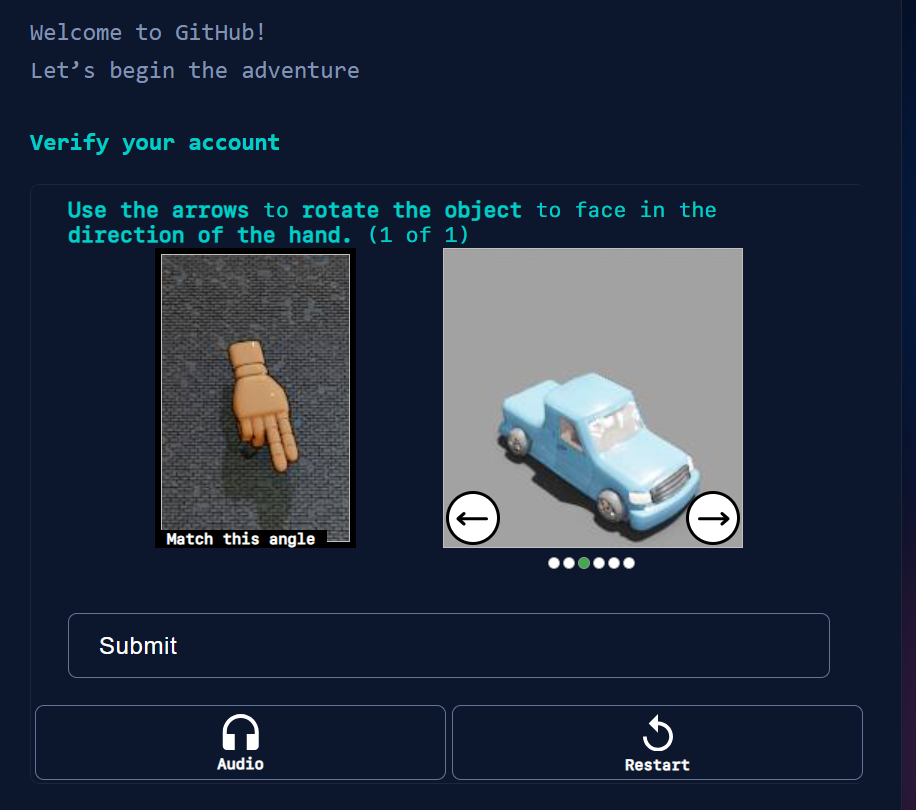 Welcome to GitHub!
Let’s begin the adventure
Verify your account
Use the arrows to rotate the object to face in the
direction of the hand. (1 of 1)
Match this angle
Submit
Audio
Restart